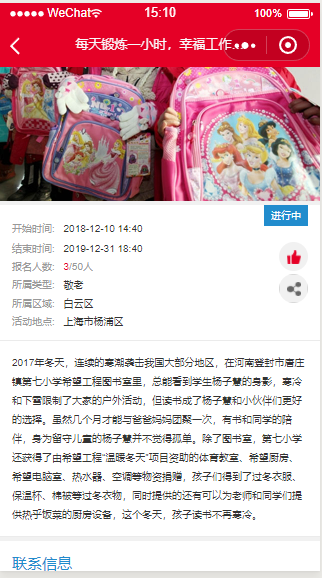 WeChat
15:10
100%
每天锻炼一小时，幸福工作...
进行中
开始时间: 2018-12-10 14:40
结束时间: 2019-12-31 18:40
报名人数: 3/50人
所属类型: 敬老
所属区域: 白云区
活动地点: 上海市杨浦区
2017年冬天，连续的寒潮袭击我国大部分地区，在河南登封市唐庄
镇第七小学希望工程图书室里，总能看到学生杨子慧的身影，寒冷
和下雪限制了大家的户外活动，但读书成了杨子慧和小伙伴们更好
的选择。虽然几个月才能与爸爸妈妈团聚一次，有书和同学的陪
伴，身为留守儿童的杨子慧并不觉得孤单。除了图书室，第七小学
还获得了由希望工程“温暖冬天”项目资助的体育教室、希望厨房、
希望电脑室、热水器、空调等物资捐赠，孩子们得到了过冬衣服、
保温杯、棉被等过冬衣物，同时提供的还有可以为老师和同学们提
供热乎饭菜的厨房设备，这个冬天，孩子读书不再寒冷。
联系信息